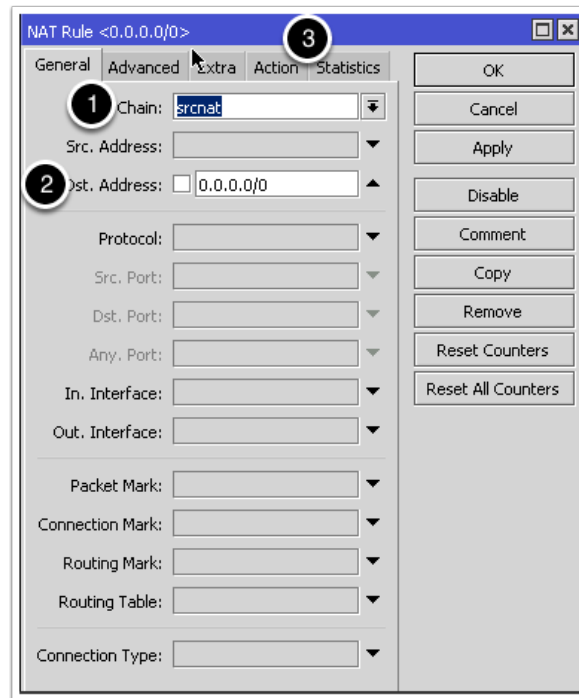 NAT Rule <0.0.0.0/0>
3
General Advanced Extra Action Statistics
OK
1 Chain: srcnat
Cancel
Src. Address:
Apply
2 Dst. Address: 0.0.0.0/0
Disable
Protocol:
Comment
Src. Port:
Copy
Dst. Port:
Remove
Any. Port:
Reset Counters
In. Interface:
Reset All Counters
Out. Interface:
Packet Mark:
Connection Mark:
Routing Mark:
Routing Table:
Connection Type: